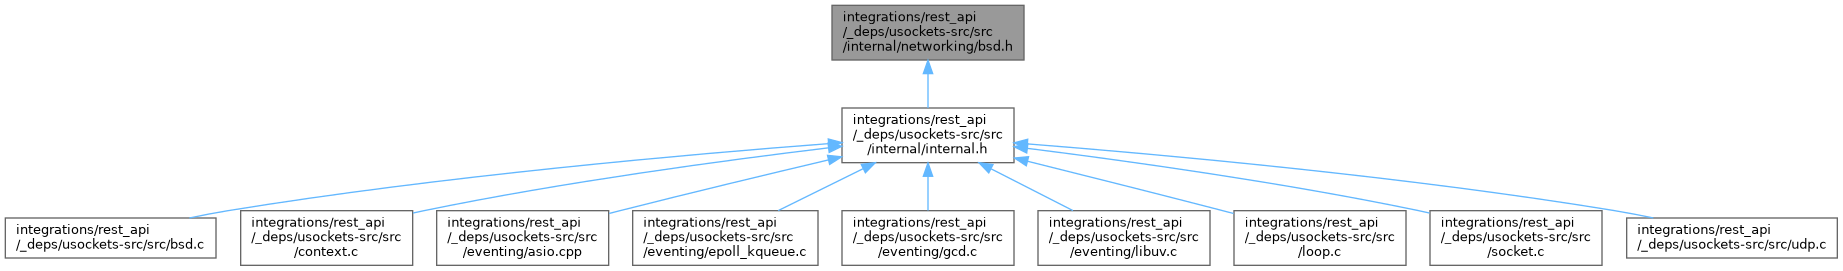 integrations/rest_api
/_deps/usockets-src/src
/internal/networking/bsd.h
integrations/rest_api
/_deps/usockets-src/src
/internal/internal.h
integrations/rest_api
/_deps/usockets-src/src/bsd.c
integrations/rest_api
/_deps/usockets-src/src
/context.c
integrations/rest_api
/_deps/usockets-src/src
/eventing/asio.cpp
integrations/rest_api
/_deps/usockets-src/src
/eventing/epoll_kqueue.c
integrations/rest_api
/_deps/usockets-src/src
/eventing/gcd.c
integrations/rest_api
/_deps/usockets-src/src
/eventing/libuv.c
integrations/rest_api
/_deps/usockets-src/src
/loop.c
integrations/rest_api
/_deps/usockets-src/src
/socket.c
integrations/rest_api
/_deps/usockets-src/src/udp.c